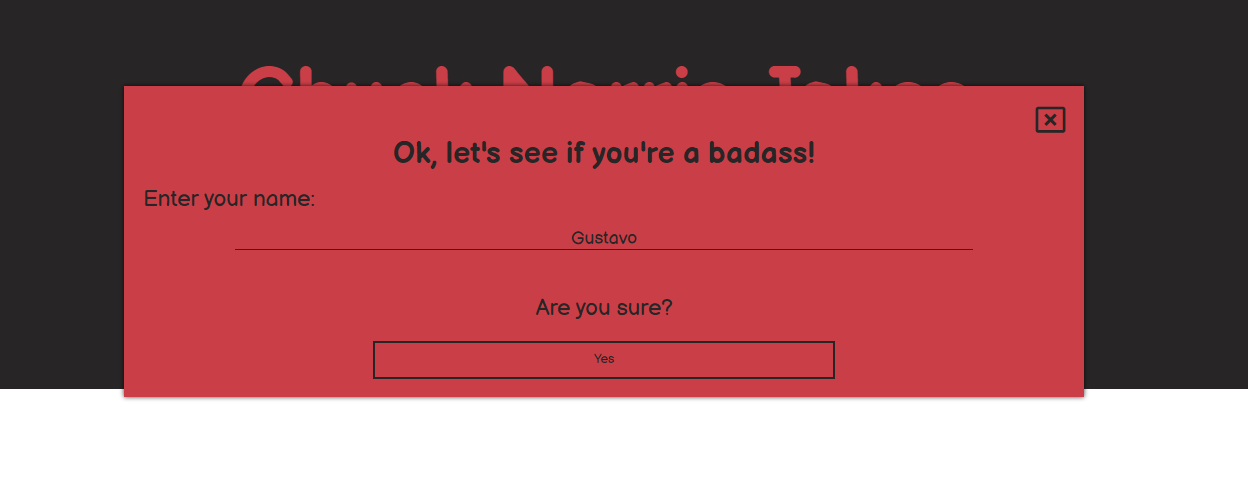 Ok, let's see if you're a badass!
Enter your name:
Gustavo
Are you sure?
Yes